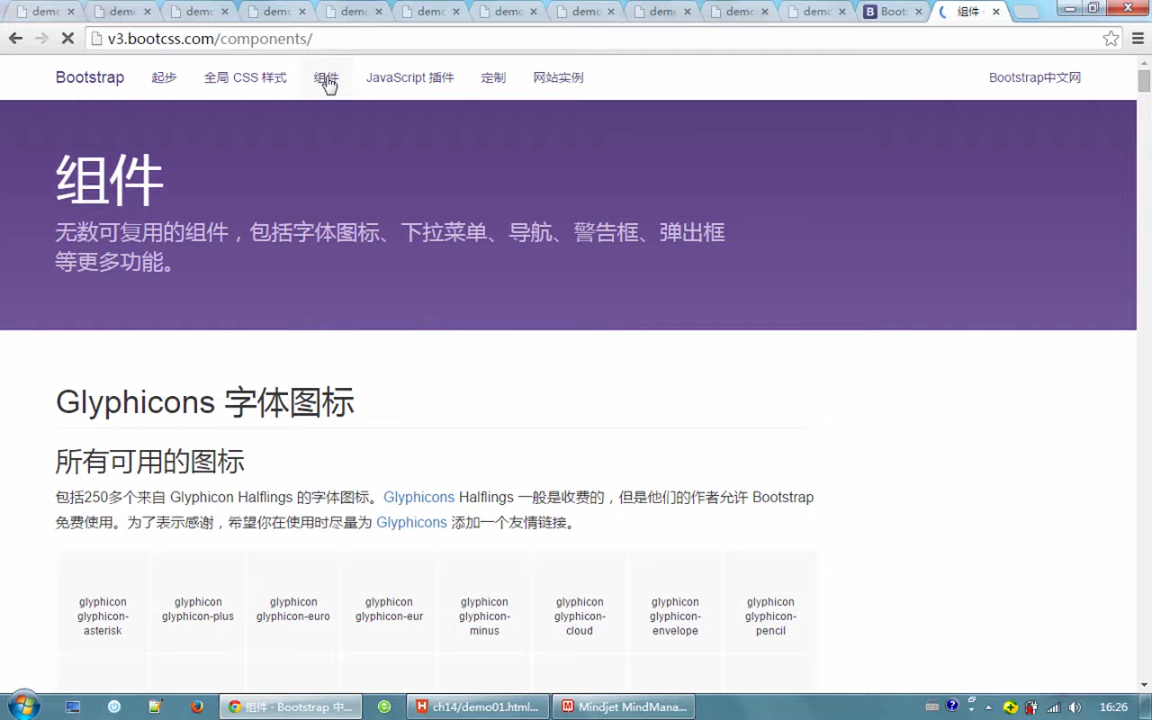 demo
demo
demo
demo
demo
demo
demo
demo
demo
demo
demo
Boot
组件
v3.bootcss.com/components/
Bootstrap 起步 全局 CSS 样式 组件 JavaScript 插件 定制 网站实例 Bootstrap中文网
组件
无数可复用的组件，包括字体图标、下拉菜单、导航、警告框、弹出框
等更多功能。
Glyphicons 字体图标
所有可用的图标
包括250多个来自 Glyphicon Halflings 的字体图标。Glyphicons Halflings 一般是收费的，但是他们的作者允许 Bootstrap
免费使用。为了表示感谢，希望你在使用时尽量为 Glyphicons 添加一个友情链接。
glyphicon
glyphicon-
asterisk
glyphicon
glyphicon-plus
glyphicon
glyphicon-euro
glyphicon
glyphicon-eur
glyphicon
glyphicon-
minus
glyphicon
glyphicon-
cloud
glyphicon
glyphicon-
envelope
glyphicon
glyphicon-
pencil
组件 · Bootstrap 中...
ch14/demo01.html...
Mindjet MindMana...
16:26